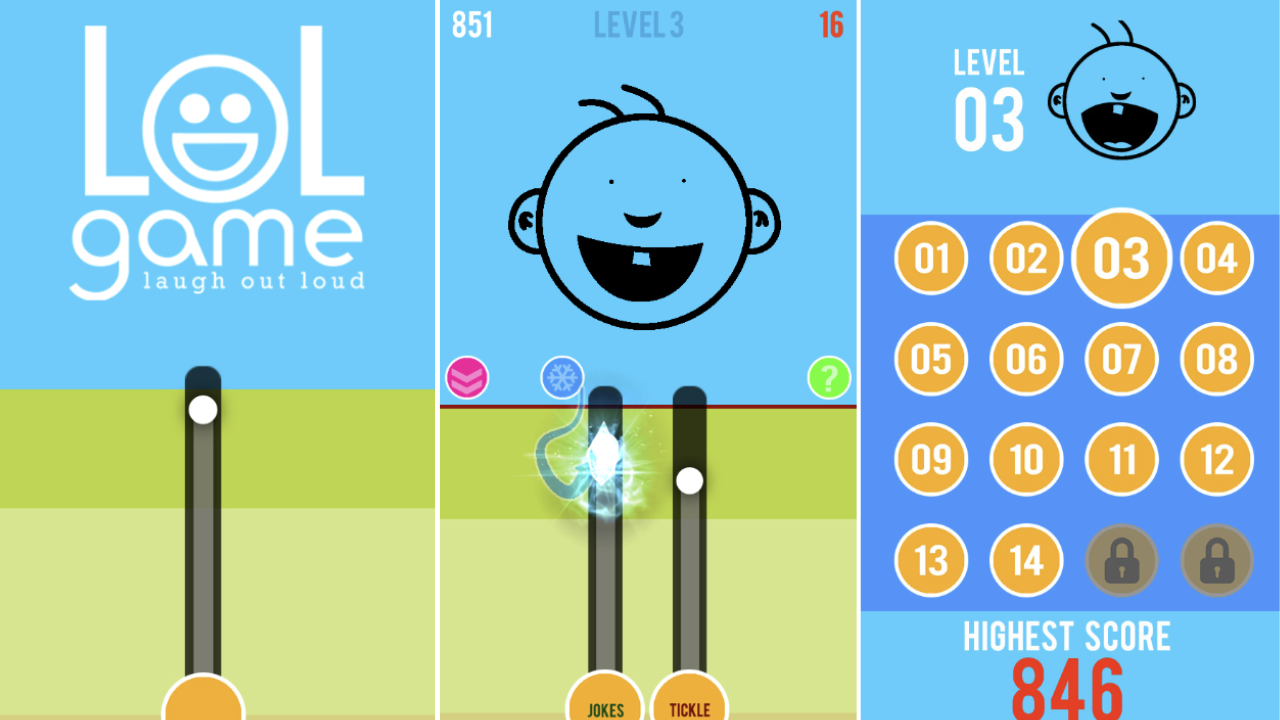 LOL
game
laugh out loud
851 LEVEL 3 16
?
JOKES TICKLE
LEVEL
03
01 02 03 04
05 06 07 08
09 10 11 12
13 14
HIGHEST SCORE
846